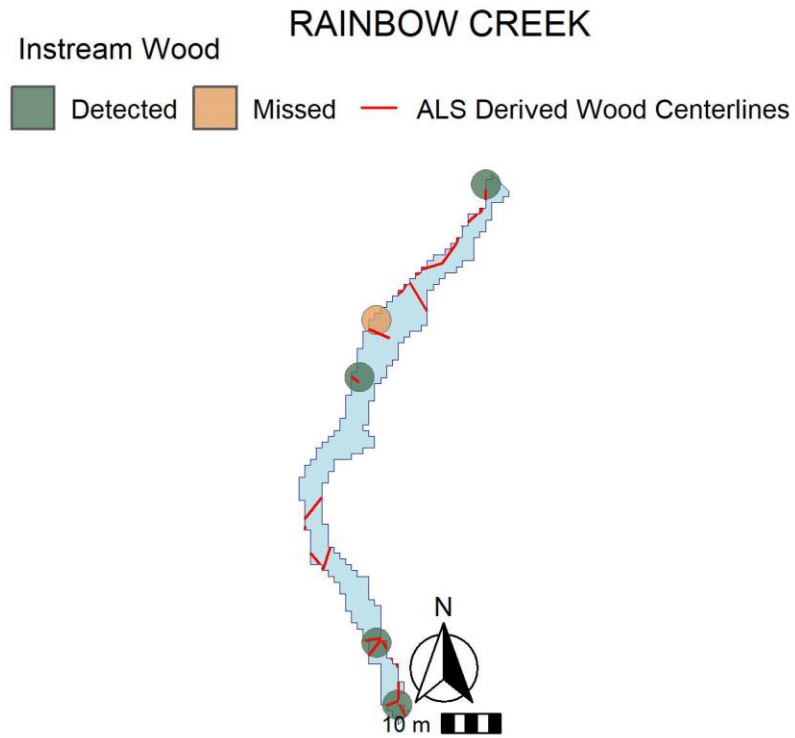 RAINBOW CREEK
Instream Wood
Detected Missed ALS Derived Wood Centerlines
N
10 m